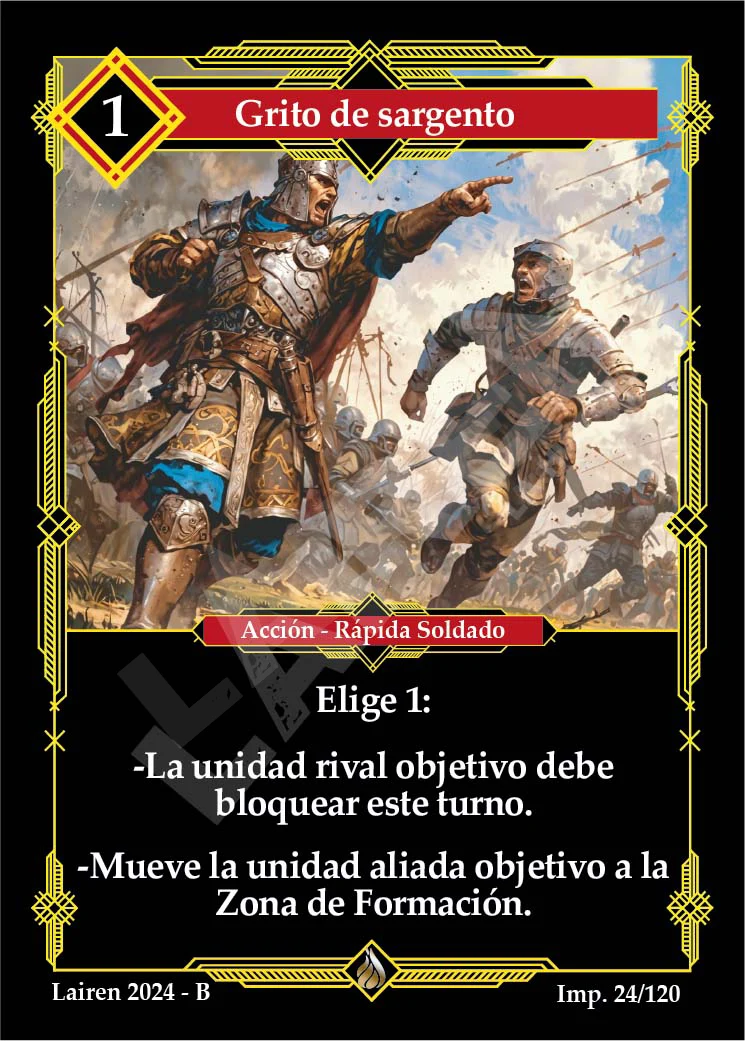 1
Grito de sargento
Acción - Rápida Soldado
Elige 1:
-La unidad rival objetivo debe
bloquear este turno.
-Mueve la unidad aliada objetivo a la
Zona de Formación.
Lairen 2024 - B
Imp. 24/120